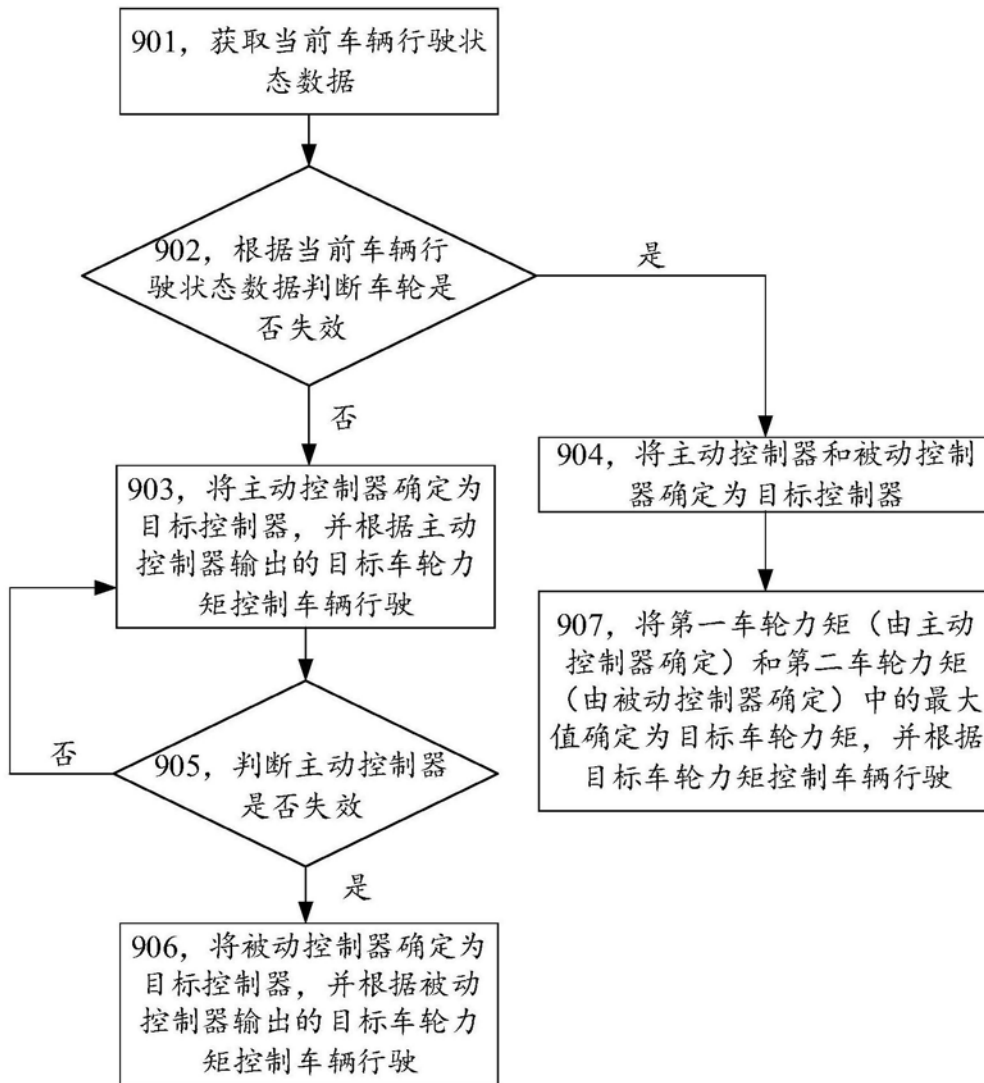 901，获取当前车辆行驶状
态数据
902，根据当前车辆行
驶状态数据判断车轮是
否失效
是
否
903，将主动控制器确定为
目标控制器，并根据主动
控制器输出的目标车轮力
矩控制车辆行驶
904，将主动控制器和被动控制
器确定为目标控制器
907，将第一车轮力矩（由主动
控制器确定）和第二车轮力矩
（由被动控制器确定）中的最大
值确定为目标车轮力矩，并根据
目标车轮力矩控制车辆行驶
否
905，判断主动控制器
是否失效
是
906，将被动控制器确定为
目标控制器，并根据被动
控制器输出的目标车轮力
矩控制车辆行驶